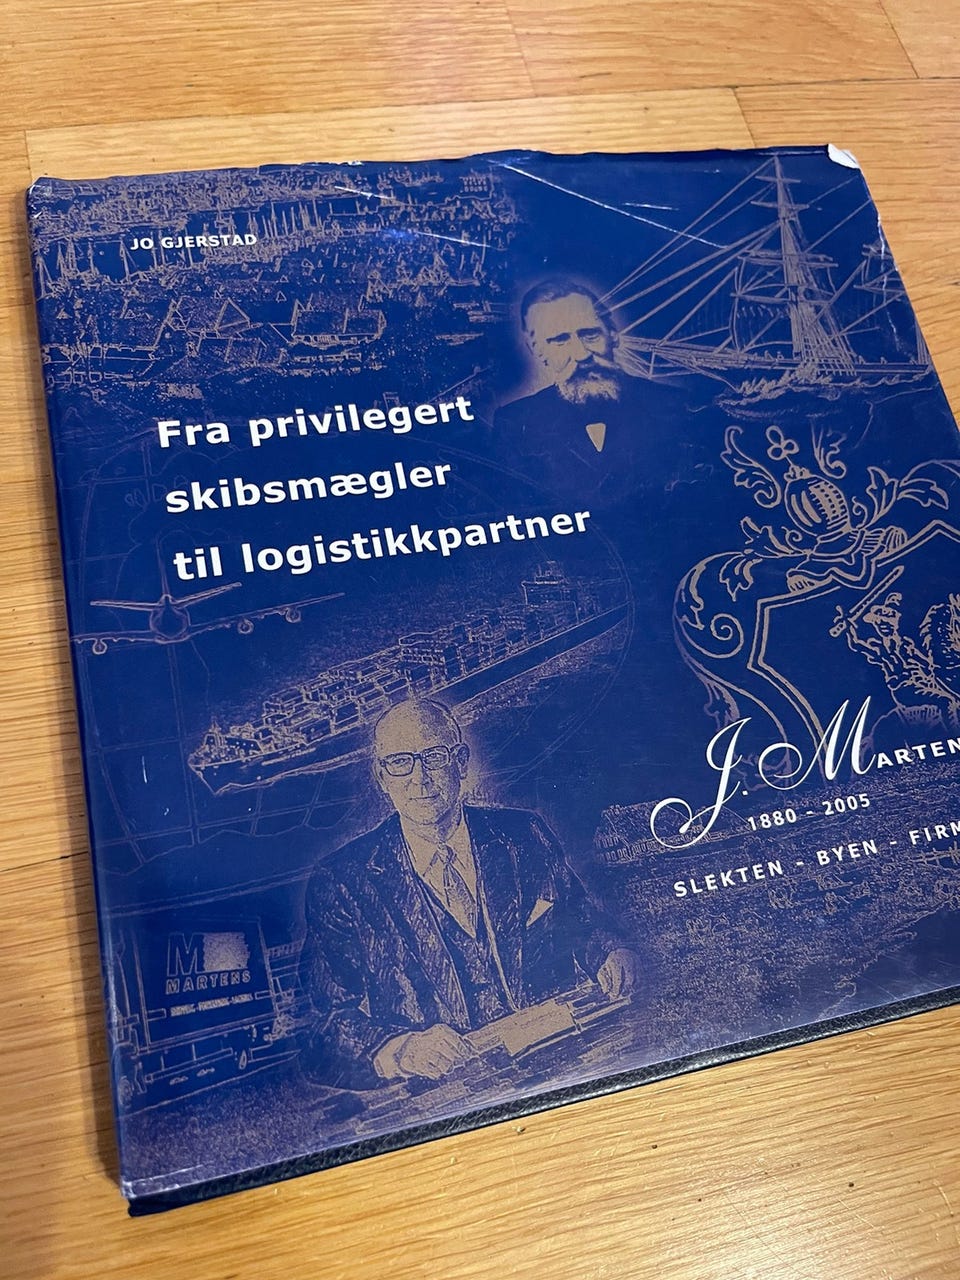 JO GJERSTAD
Fra privilegert
skibsmægler
til logistikkpartner
J. MARTEN
1880 - 2005
SLEKTEN - BYEN - FIRM
M
MARTENS